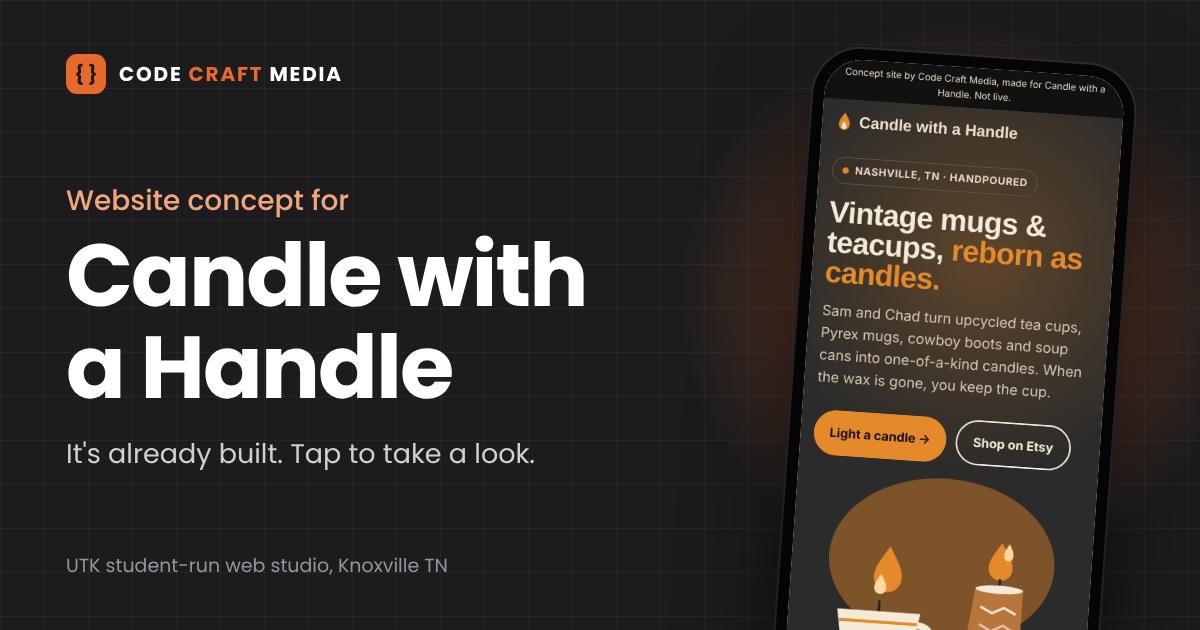 { } CODE CRAFT MEDIA
Website concept for
Candle with
a Handle
It's already built. Tap to take a look.
UTK student-run web studio, Knoxville TN
Concept site by Code Craft Media, made for Candle with a
Handle. Not live.
Candle with a Handle
NASHVILLE, TN · HANDPOURED
Vintage mugs &
teacups, reborn as
candles.
Sam and Chad turn upcycled tea cups,
Pyrex mugs, cowboy boots and soup
cans into one-of-a-kind candles. When
the wax is gone, you keep the cup.
Light a candle →
Shop on Etsy